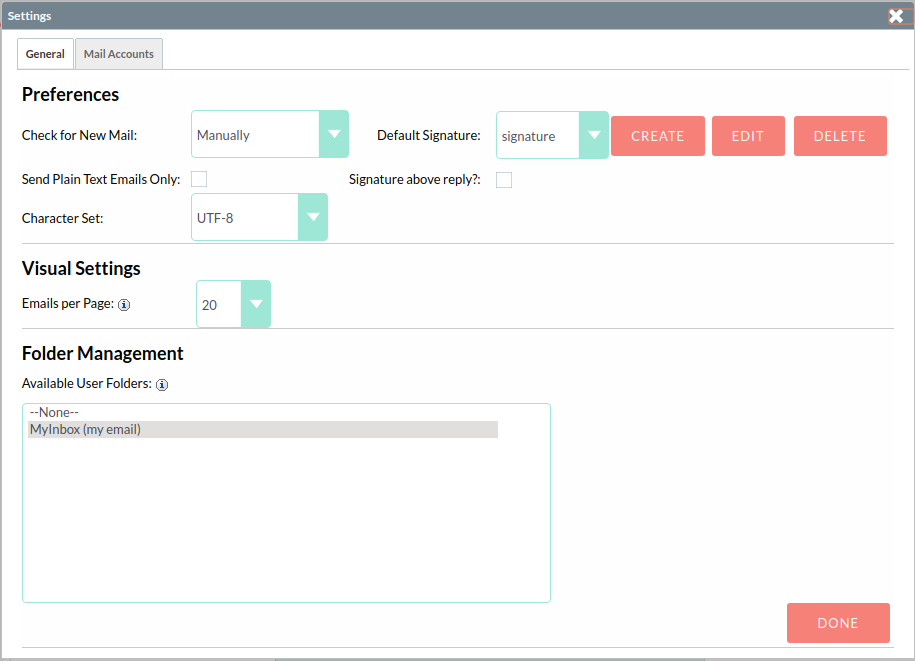 Settings
General Mail Accounts
Preferences
Check for New Mail: Manually Default Signature: signature CREATE EDIT DELETE
Send Plain Text Emails Only: Signature above reply?:
Character Set: UTF-8
Visual Settings
Emails per Page: i 20
Folder Management
Available User Folders: i
--None--
MyInbox (my email)
DONE